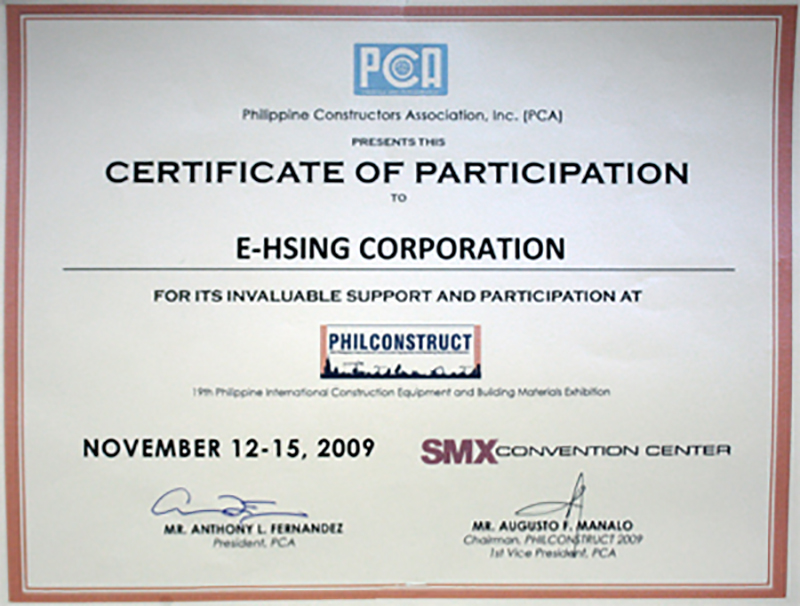 PCA
Philippine Constructors Association, Inc. (PCA)
PRESENTS THIS
CERTIFICATE OF PARTICIPATION
TO
E-HSING CORPORATION
FOR ITS INVALUABLE SUPPORT AND PARTICIPATION AT
PHILCONSTRUCT
19th Philippine International Construction Equipment and Building Materials Exhibition
NOVEMBER 12-15, 2009
SMX CONVENTION CENTER
MR. ANTHONY L. FERNANDEZ
President, PCA
MR. AUGUSTO F. MANALO
Chairman, PHILCONSTRUCT 2009
1st Vice President, PCA